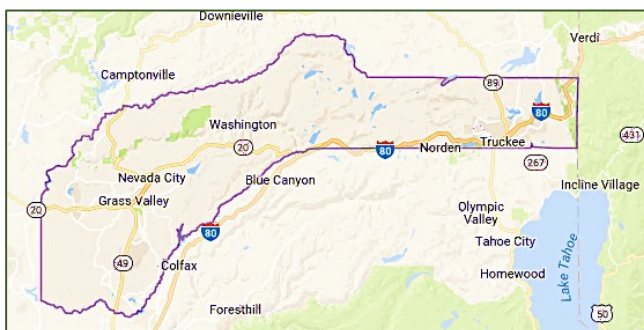 Downieville
Verdi
Camptonville
89
80
Washington
431
20
80
Norden
Truckee
267
Nevada City
Blue Canyon
Incline Village
20
Grass Valley
Olympic
Valley
80
Tahoe City
49
Colfax
Homewood
Lake Tahoe
Foresthill
50